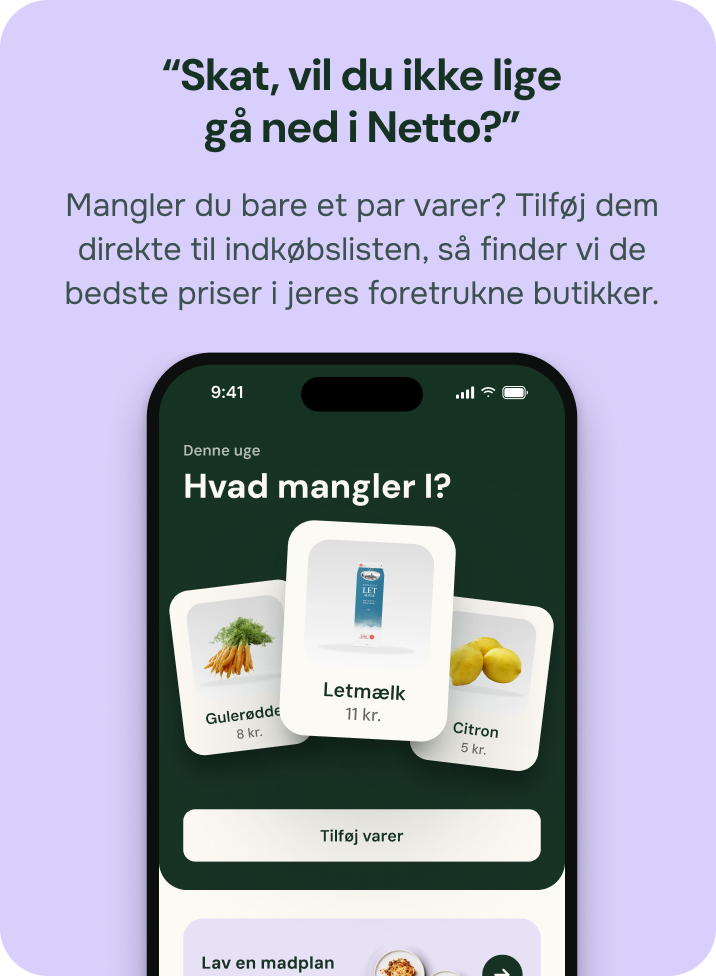 “Skat, vil du ikke lige
gå ned i Netto?”
Mangler du bare et par varer? Tilføj dem
direkte til indkøbslisten, så finder vi de
bedste priser i jeres foretrukne butikker.
9:41
Denne uge
Hvad mangler I?
LET
Gulerødde
8 kr.
Letmælk
11 kr.
Citron
5 kr.
Tilføj varer
Lav en madplan